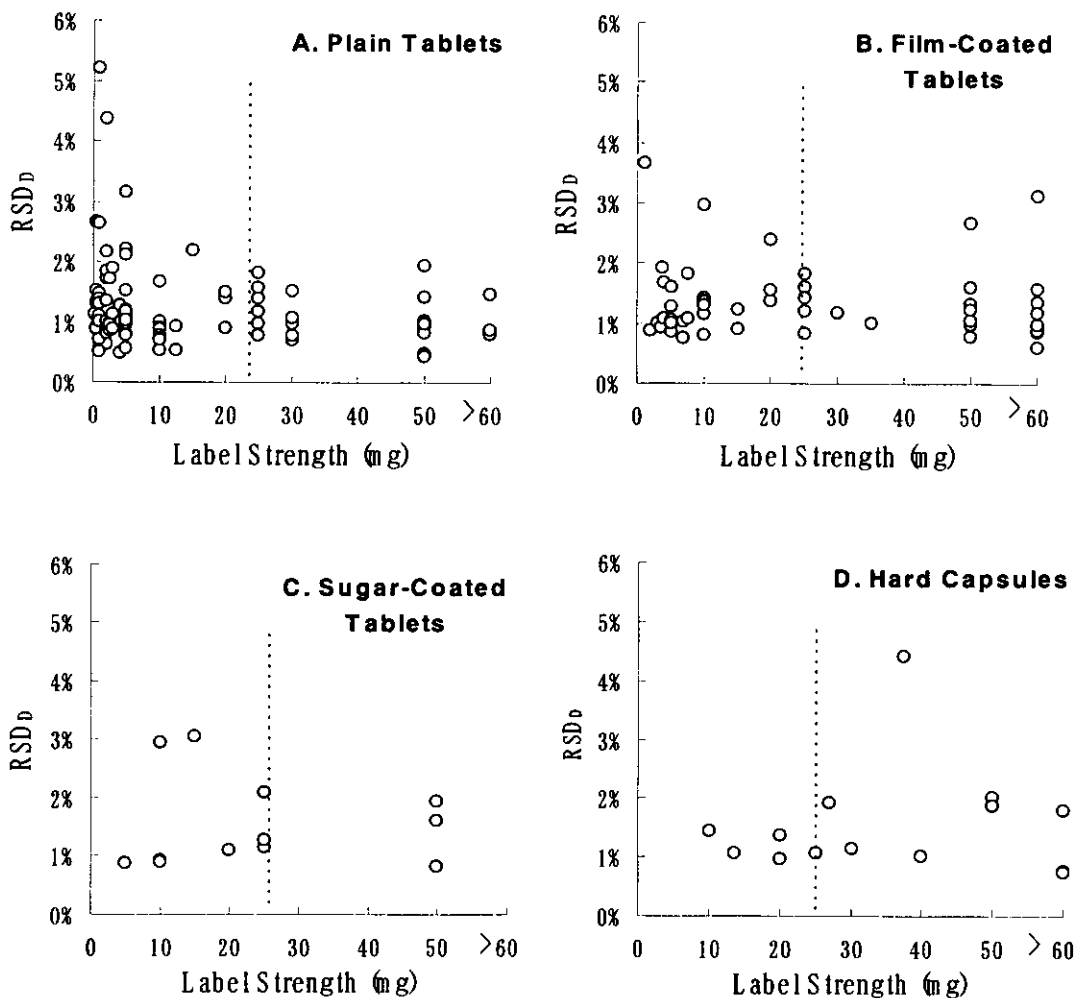 A. Plain Tablets
6%
5%
4%
3%
2%
1%
0%
RSDD
0 10 20 30 40 50 >60
Label Strength (mg)
B. Film-Coated
Tablets
6%
5%
4%
3%
2%
1%
0%
RSDD
0 10 20 30 40 50 >60
Label Strength (mg)
C. Sugar-Coated
Tablets
6%
5%
4%
3%
2%
1%
0%
RSDD
0 10 20 30 40 50 >60
Label Strength (mg)
D. Hard Capsules
6%
5%
4%
3%
2%
1%
0%
RSDD
0 10 20 30 40 50 >60
Label Strength (mg)